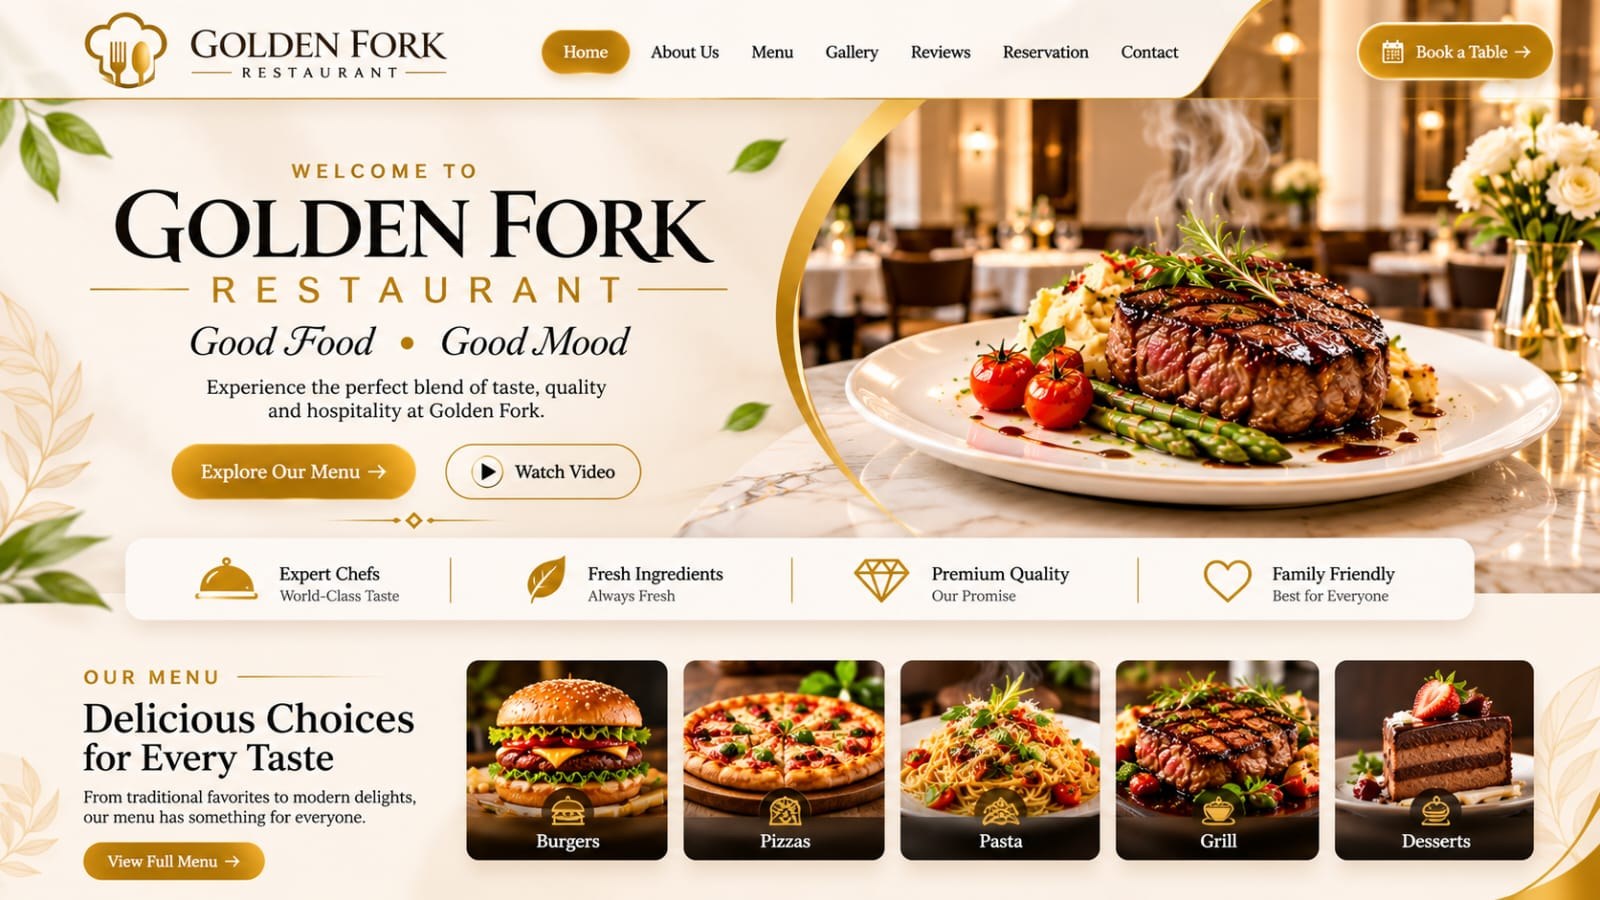 GOLDEN FORK
RESTAURANT
Home
About Us
Menu
Gallery
Reviews
Reservation
Contact
Book a Table →
WELCOME TO
GOLDEN FORK
RESTAURANT
Good Food • Good Mood
Experience the perfect blend of taste, quality
and hospitality at Golden Fork.
Explore Our Menu →
Watch Video
Expert Chefs
World-Class Taste
Fresh Ingredients
Always Fresh
Premium Quality
Our Promise
Family Friendly
Best for Everyone
OUR MENU
Delicious Choices
for Every Taste
From traditional favorites to modern delights,
our menu has something for everyone.
View Full Menu →
Burgers
Pizzas
Pasta
Grill
Desserts